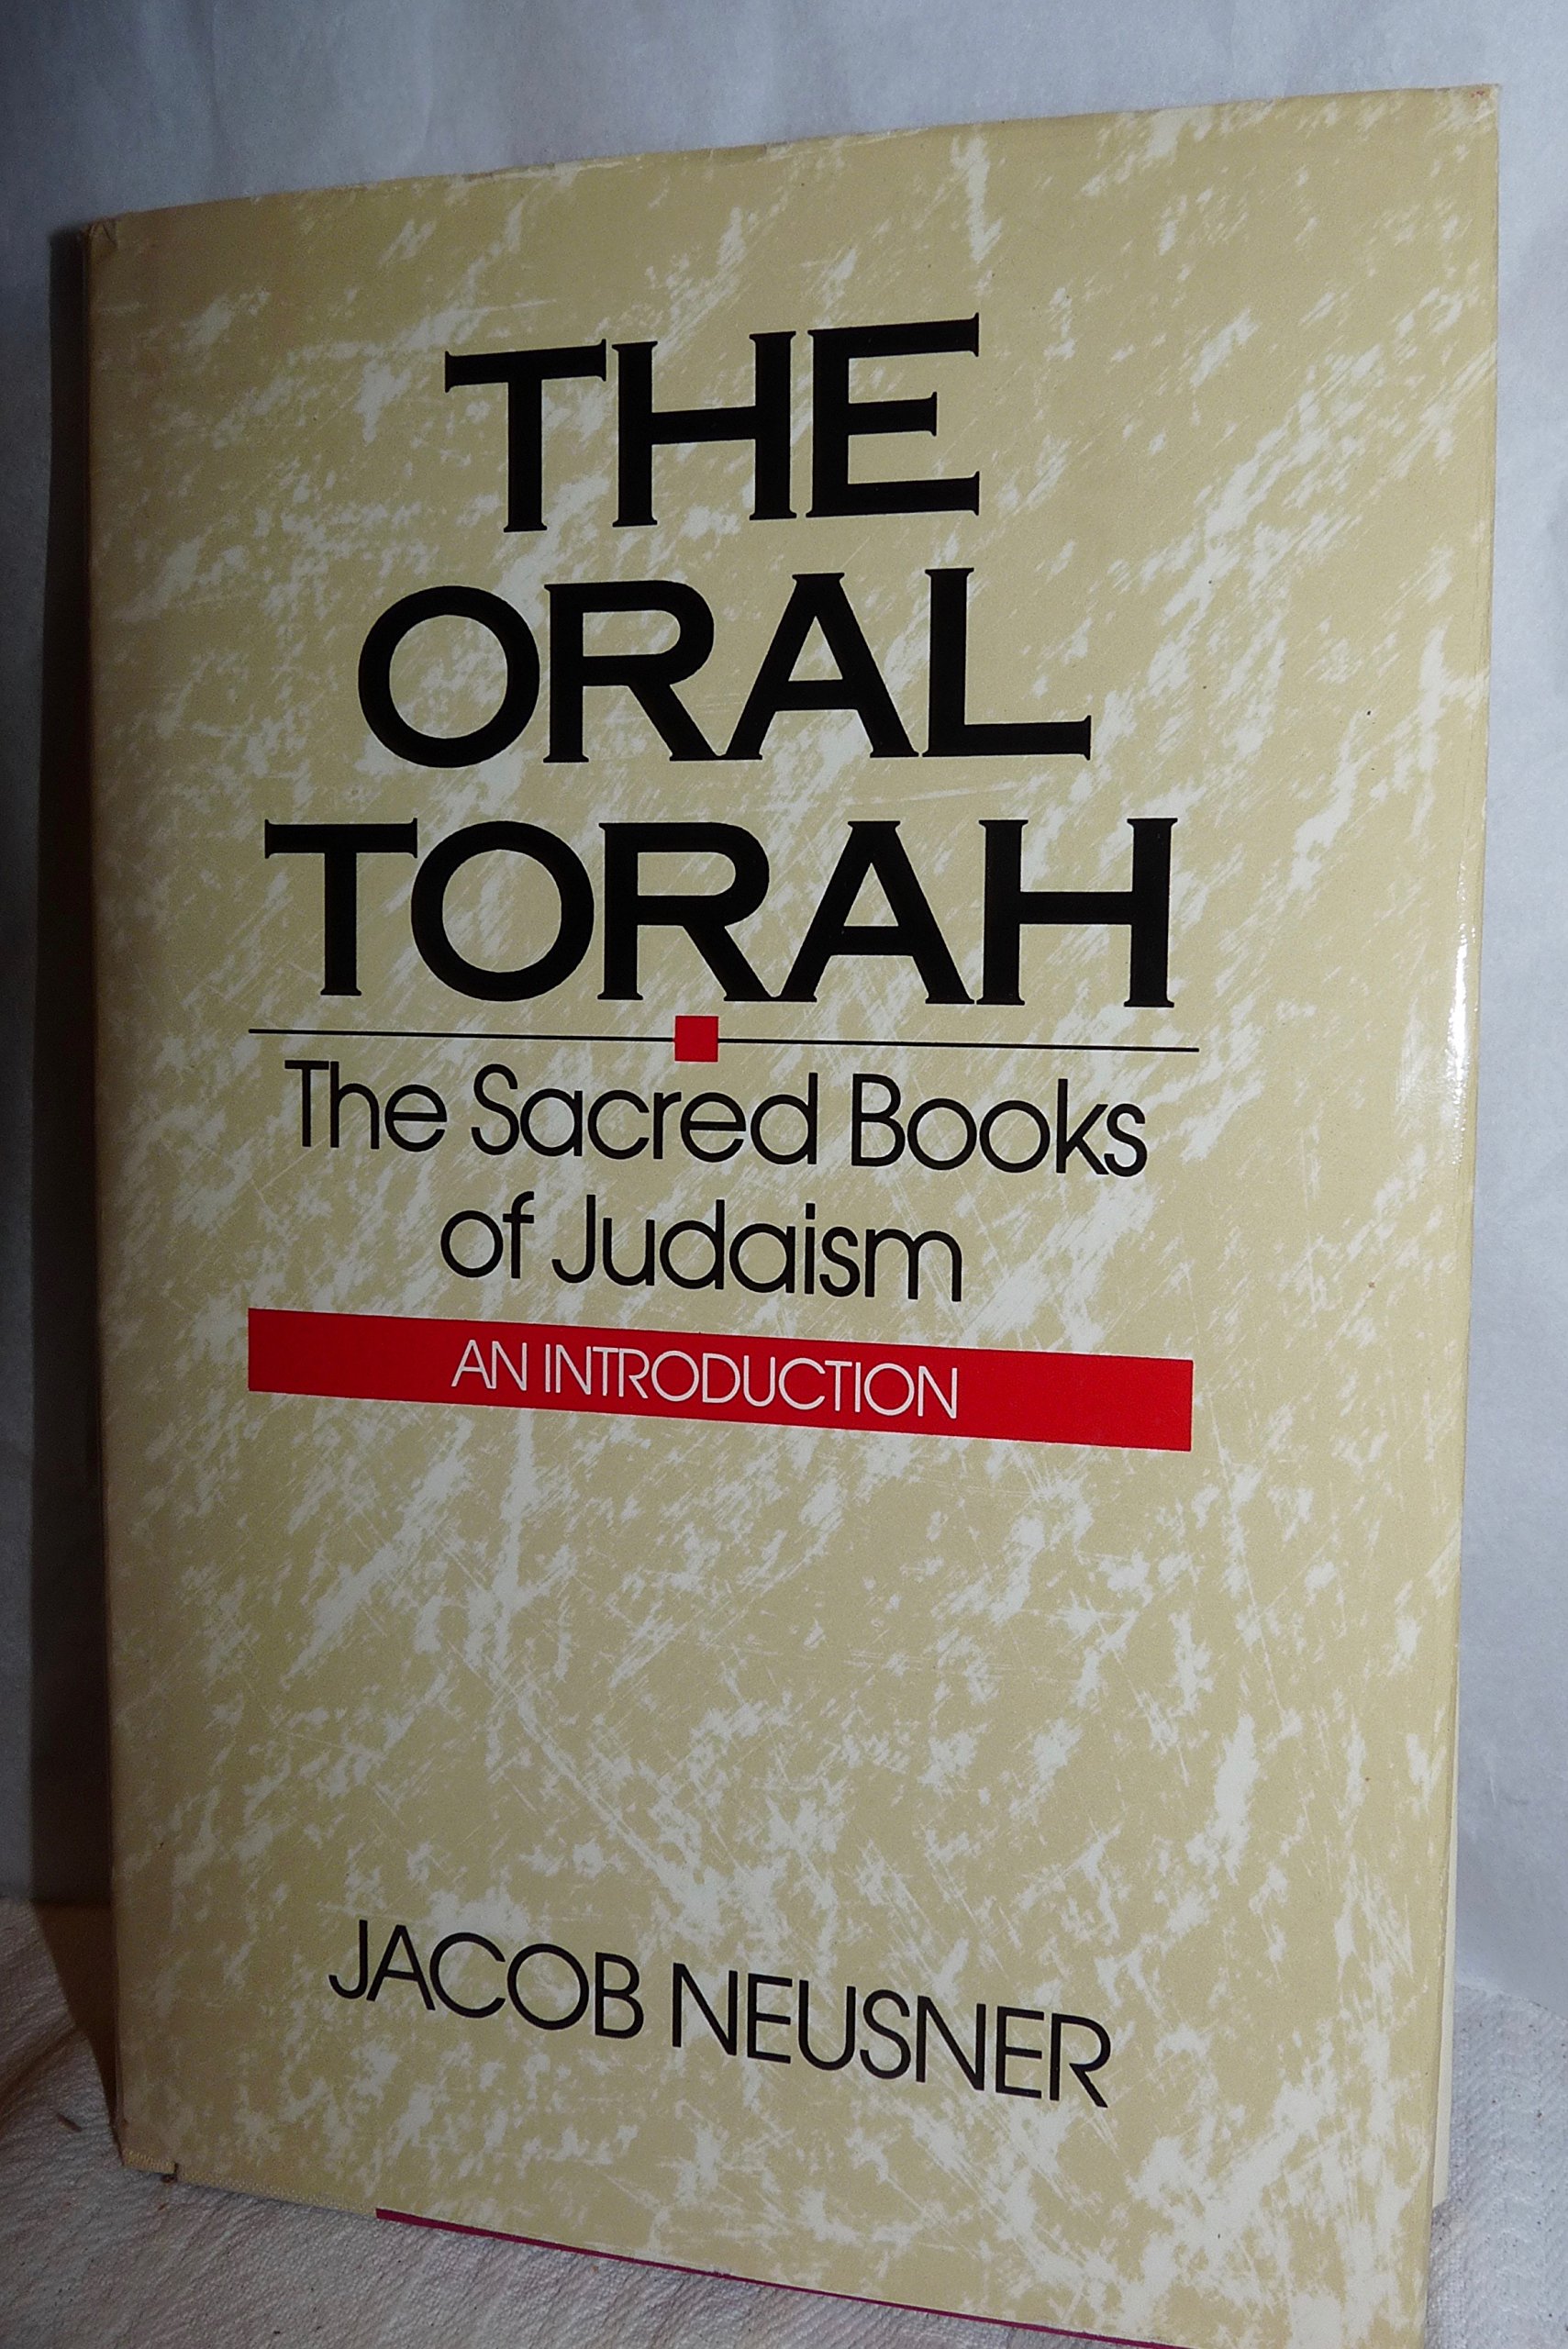 THE
ORAL
TORAH
The Sacred Books
of Judaism
AN INTRODUCTION
JACOB NEUSNER